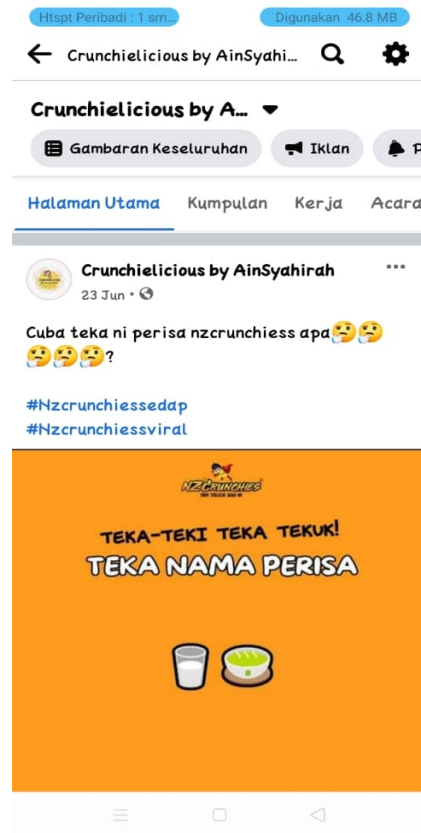 Htspt Peribadi : 1 sm...
Digunakan 46.8 MB
Crunchielicious by AinSyahi...
Crunchielicious by A...
Gambaran Keseluruhan
Iklan
P
Halaman Utama
Kumpulan
Kerja
Acara
Crunchielicious by AinSyahirah
23 Jun •
Cuba teka ni perisa nzcrunchiess apa🤔🤔
🤔🤔🤔?
#Nzcrunchiessedap
#Nzcrunchiessviral
NZCRUNCHIES
TEKA-TEKI TEKA TEKUK!
TEKA NAMA PERISA